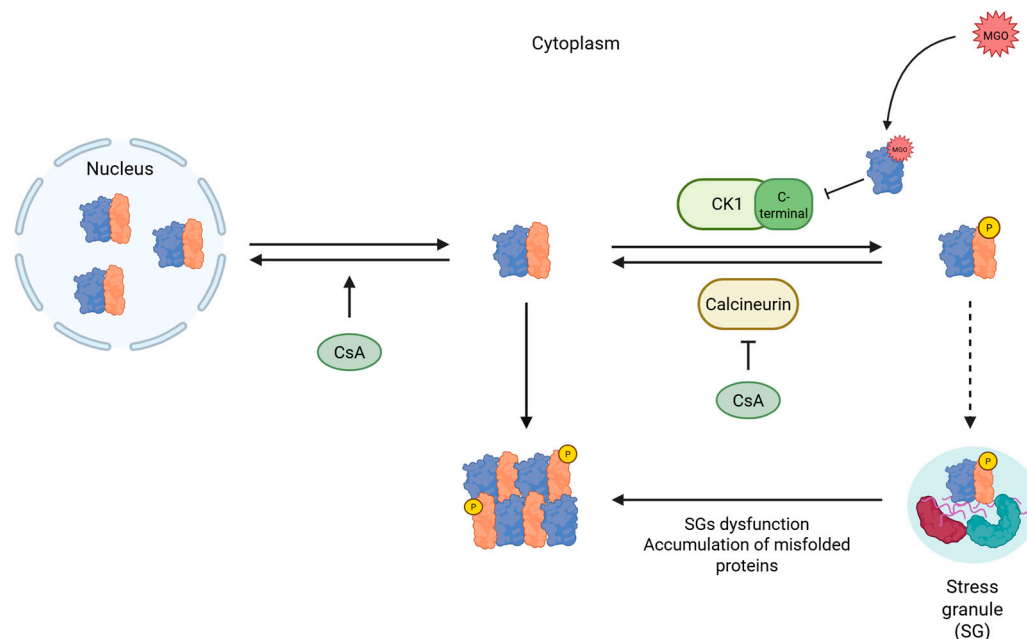 Cytoplasm
MGO
Nucleus
MGO
CK1
C-
terminal
P
Calcineurin
CsA
CsA
P
P
P
SGs dysfunction
Accumulation of misfolded
proteins
Stress
granule
(SG)